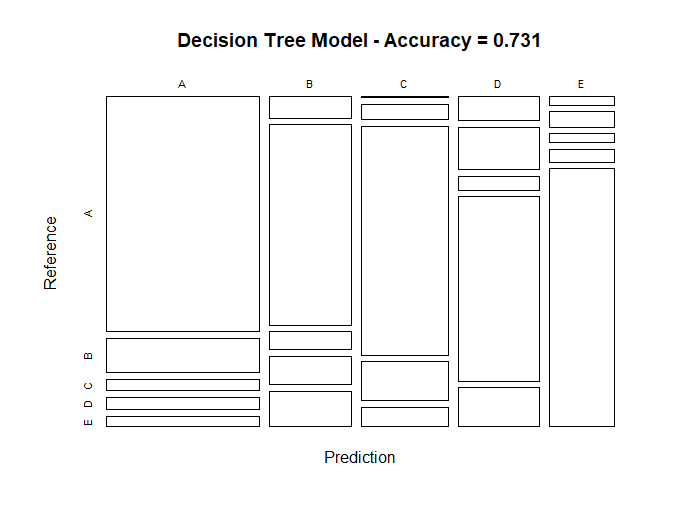 Decision Tree Model - Accuracy = 0.731
A B C D E
Reference
A
B
C
D
E
Prediction